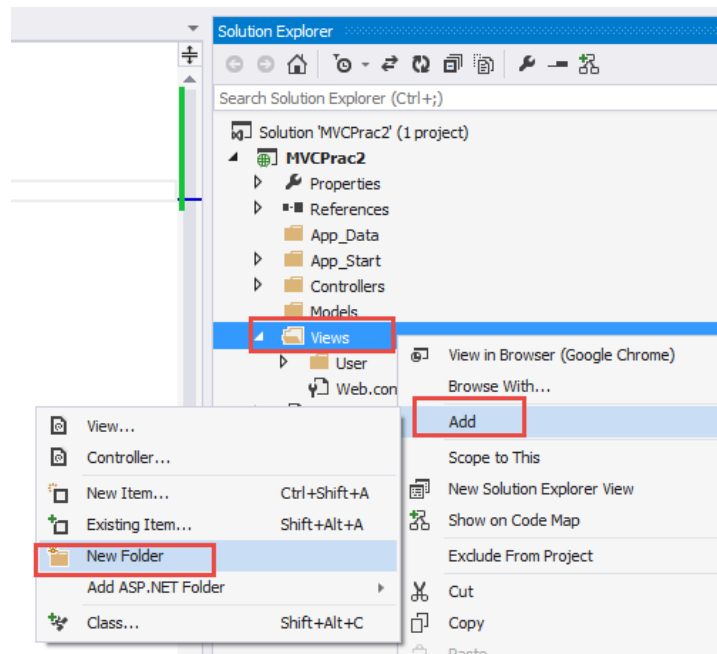 Solution Explorer
Search Solution Explorer (Ctrl+;)
Solution 'MVCPrac2' (1 project)
MVCPrac2
Properties
References
App_Data
App_Start
Controllers
Models
Views
User
Web.con
View in Browser (Google Chrome)
Browse With...
Add
Scope to This
New Solution Explorer View
Show on Code Map
Exclude From Project
Cut
Copy
Paste
View...
Controller...
New Item... Ctrl+Shift+A
Existing Item... Shift+Alt+A
New Folder
Add ASP.NET Folder
Class... Shift+Alt+C